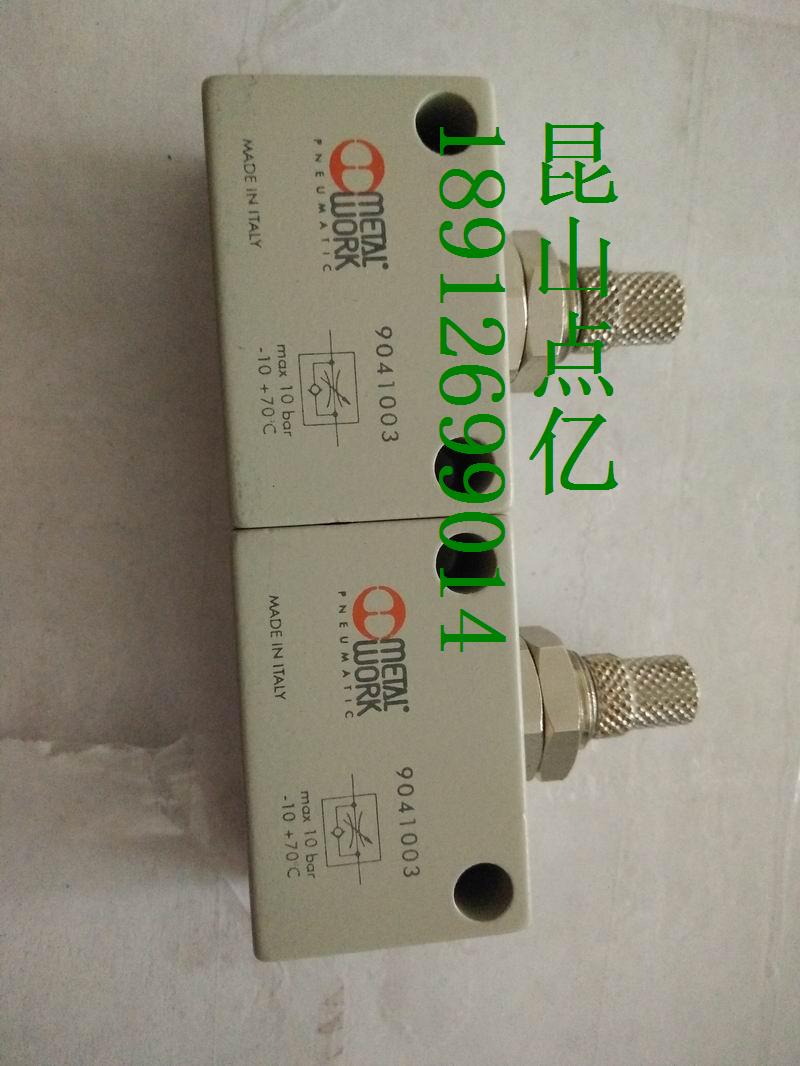 METAL
WORK
PNEUMATIC
MADE IN ITALY
9041003
max 10 bar
-10 +70°C
METAL
WORK
PNEUMATIC
MADE IN ITALY
9041003
max 10 bar
-10 +70°C
昆山点亿
18912699014